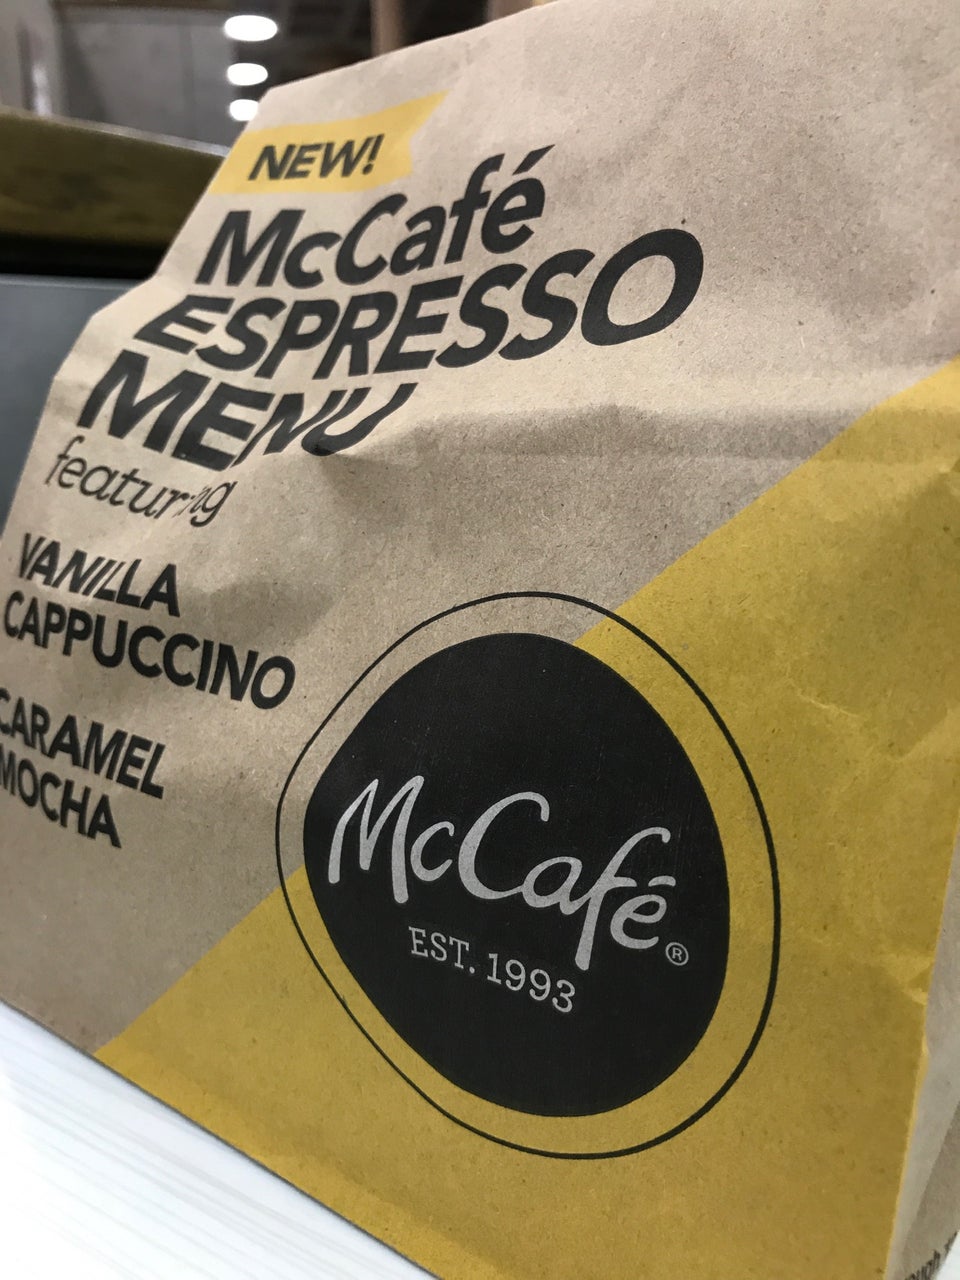 NEW!
McCafé
ESPRESSO
MENU
featuring
VANILLA
CAPPUCCINO
CARAMEL
MOCHA
McCafé®
EST. 1993